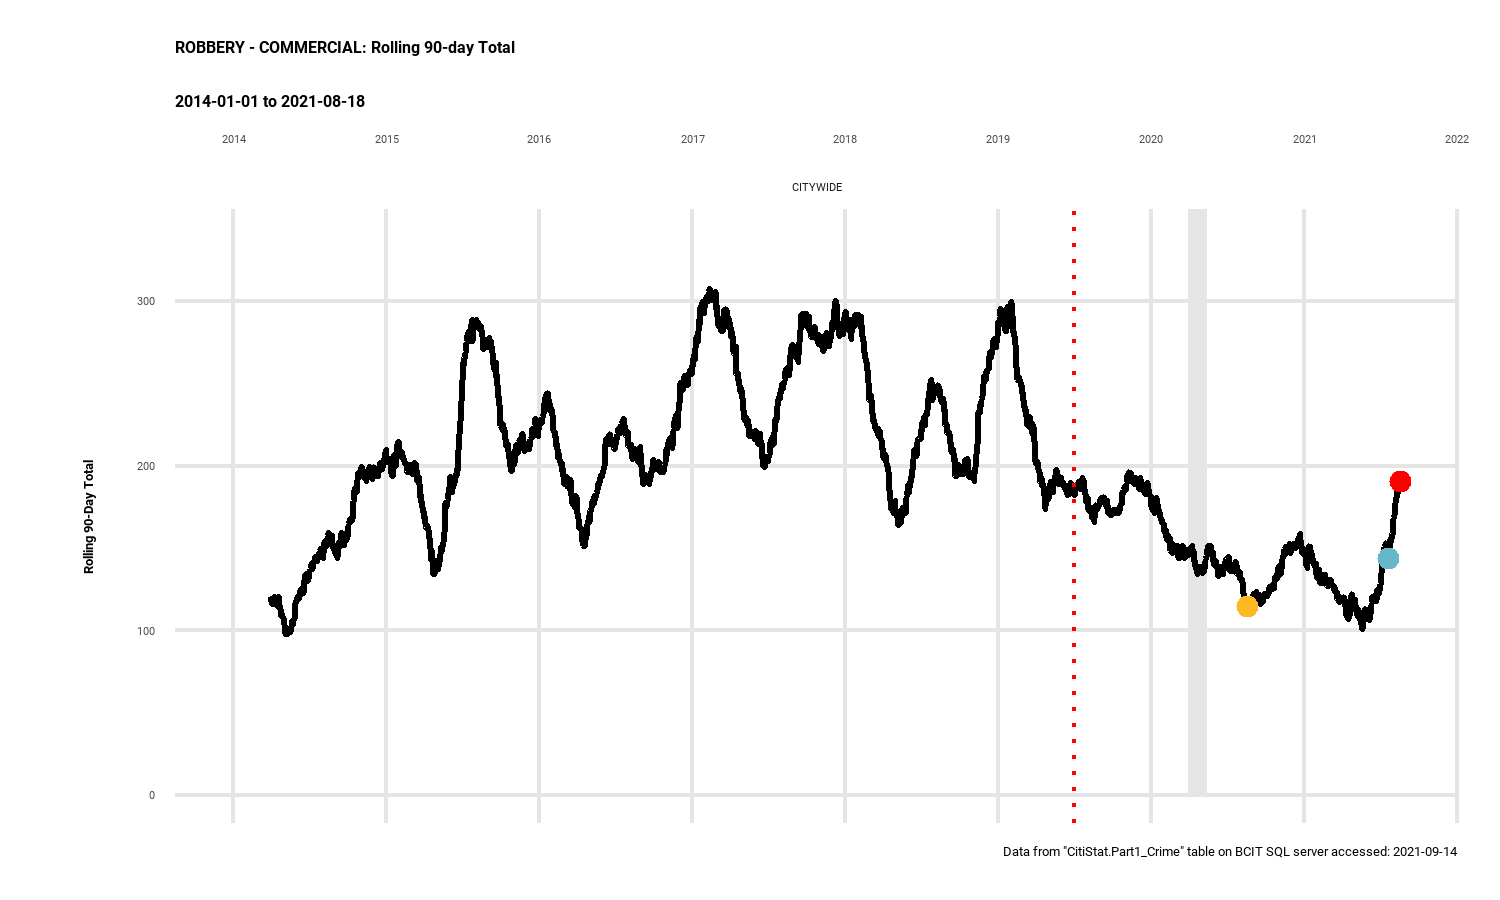 ROBBERY - COMMERCIAL: Rolling 90-day Total
2014-01-01 to 2021-08-18
2014 2015 2016 2017 2018 2019 2020 2021 2022
CITYWIDE
300
200
100
0
Rolling 90-Day Total
Data from "CitiStat.Part1_Crime" table on BCIT SQL server accessed: 2021-09-14